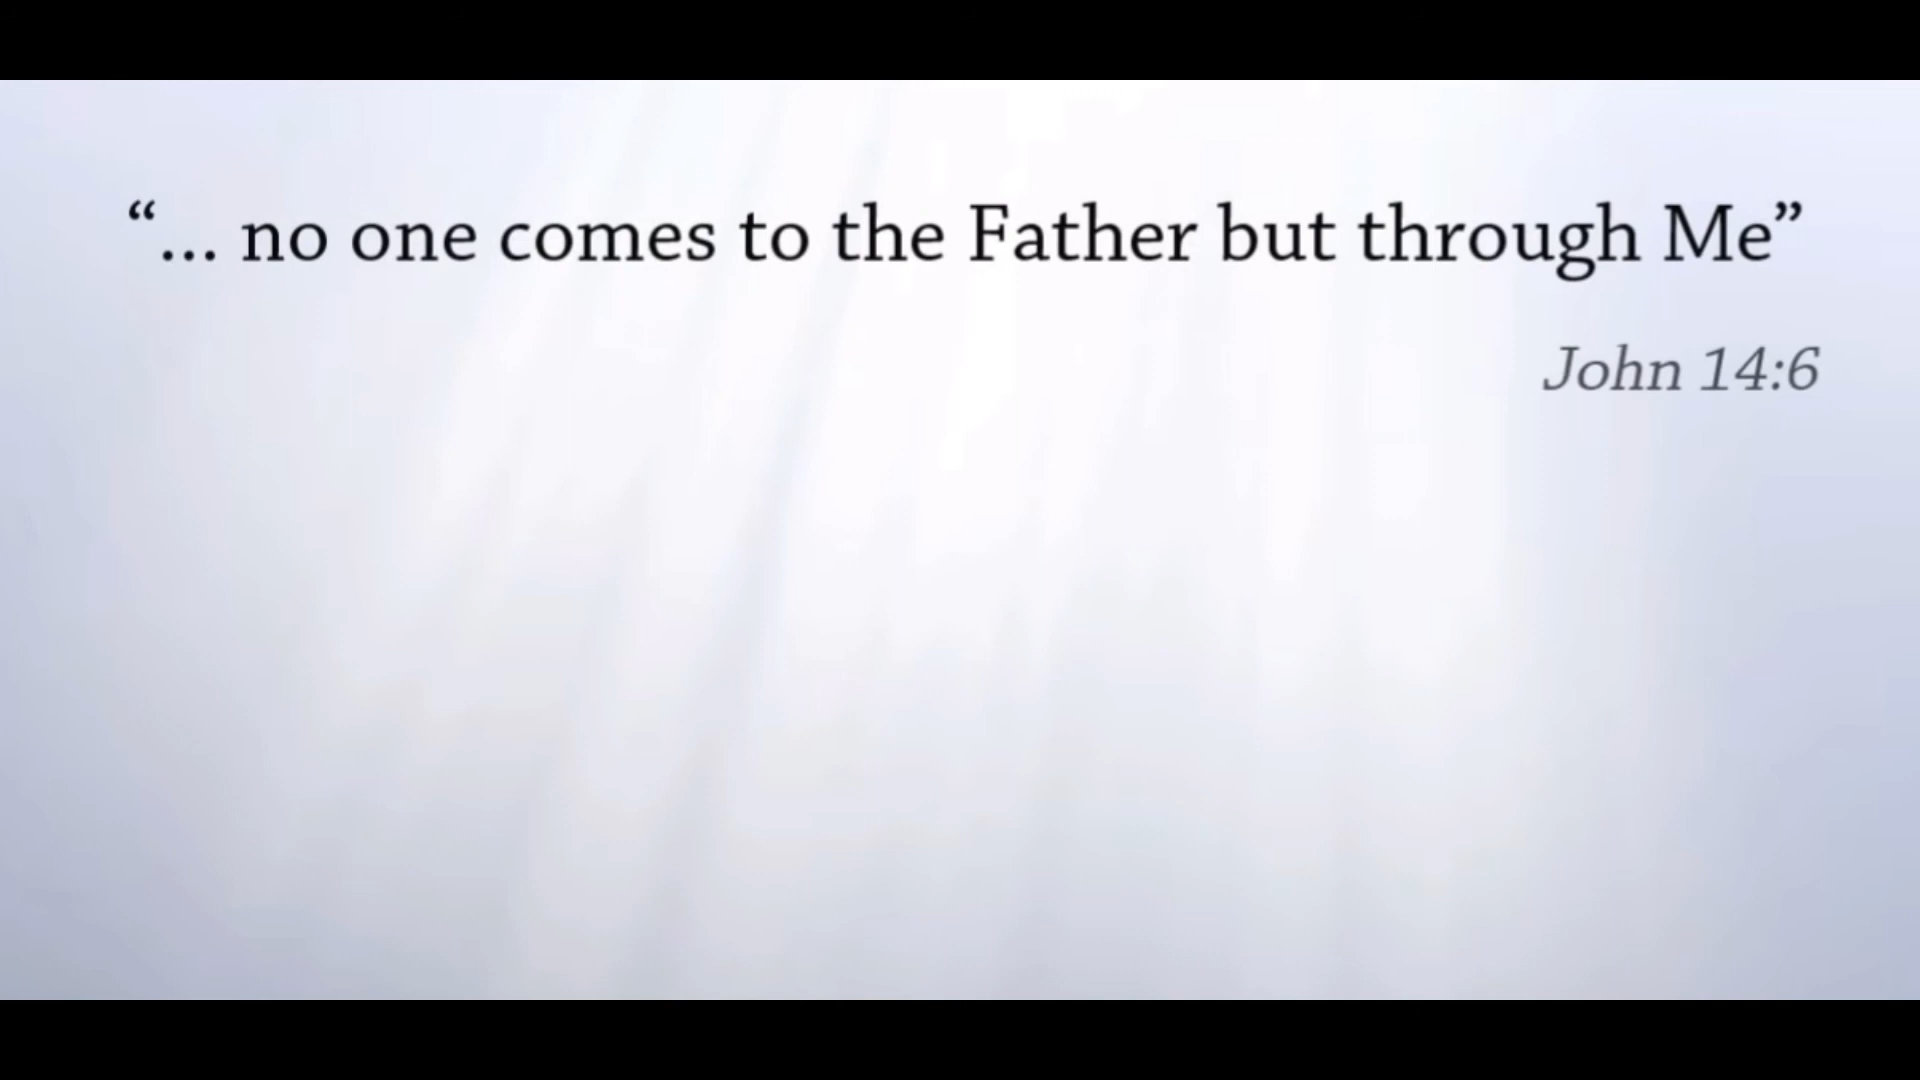 “... no one comes to the Father but through Me”
John 14:6